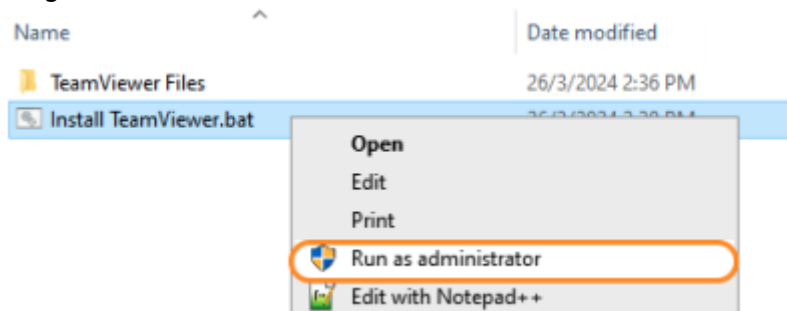 Name Date modified
TeamViewer Files 26/3/2024 2:36 PM
Install TeamViewer.bat
Open
Edit
Print
Run as administrator
Edit with Notepad++